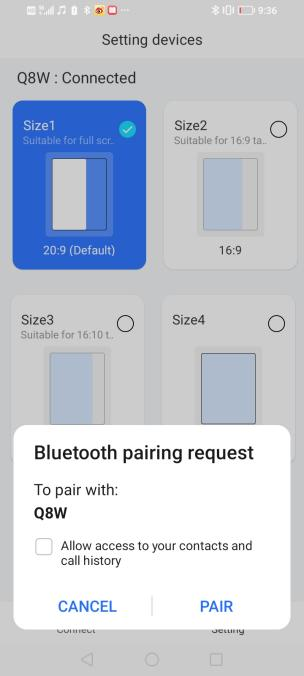 9:36
Setting devices
Q8W : Connected
Size1
Suitable for full scr..
20:9 (Default)
Size2
Suitable for 16:9 ta..
16:9
Size3
Suitable for 16:10 t..
Size4
Bluetooth pairing request
To pair with:
Q8W
Allow access to your contacts and
call history
CANCEL
PAIR
Connect
Setting